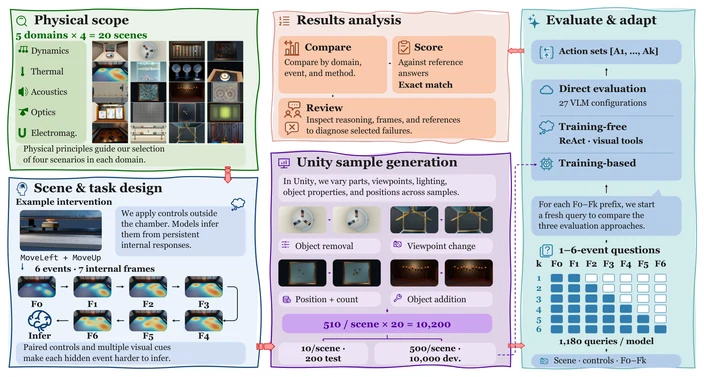 Physical scope
5 domains × 4 = 20 scenes
Dynamics
Thermal
Acoustics
Optics
Electromag.
Physical principles guide our selection
of four scenarios in each domain.
Scene & task design
Example intervention
MoveLeft + MoveUp
We apply controls outside
the chamber. Models infer
them from persistent
internal responses.
6 events · 7 internal frames
F0
F1
F2
F3
Infer
F6
F5
F4
Paired controls and multiple visual cues
make each hidden event harder to infer.
Results analysis
Compare
Compare by domain,
event, and method.
Score
Against reference
answers
Exact match
Review
Inspect reasoning, frames, and references
to diagnose selected failures.
Unity sample generation
In Unity, we vary parts, viewpoints, lighting,
object properties, and positions across samples.
Object removal
Viewpoint change
Position + count
Object addition
510 / scene × 20 = 10,200
10/scene ·
200 test
500/scene ·
10,000 dev.
Evaluate & adapt
Action sets [A1, ..., Ak]
Direct evaluation
27 VLM configurations
Training-free
ReAct · visual tools
Training-based
For each F0–Fk prefix, we start
a fresh query to compare the
three evaluation approaches.
1–6-event questions
k F0 F1 F2 F3 F4 F5 F6
1
2
3
4
5
6
1,180 queries / model
Scene · controls · F0–Fk